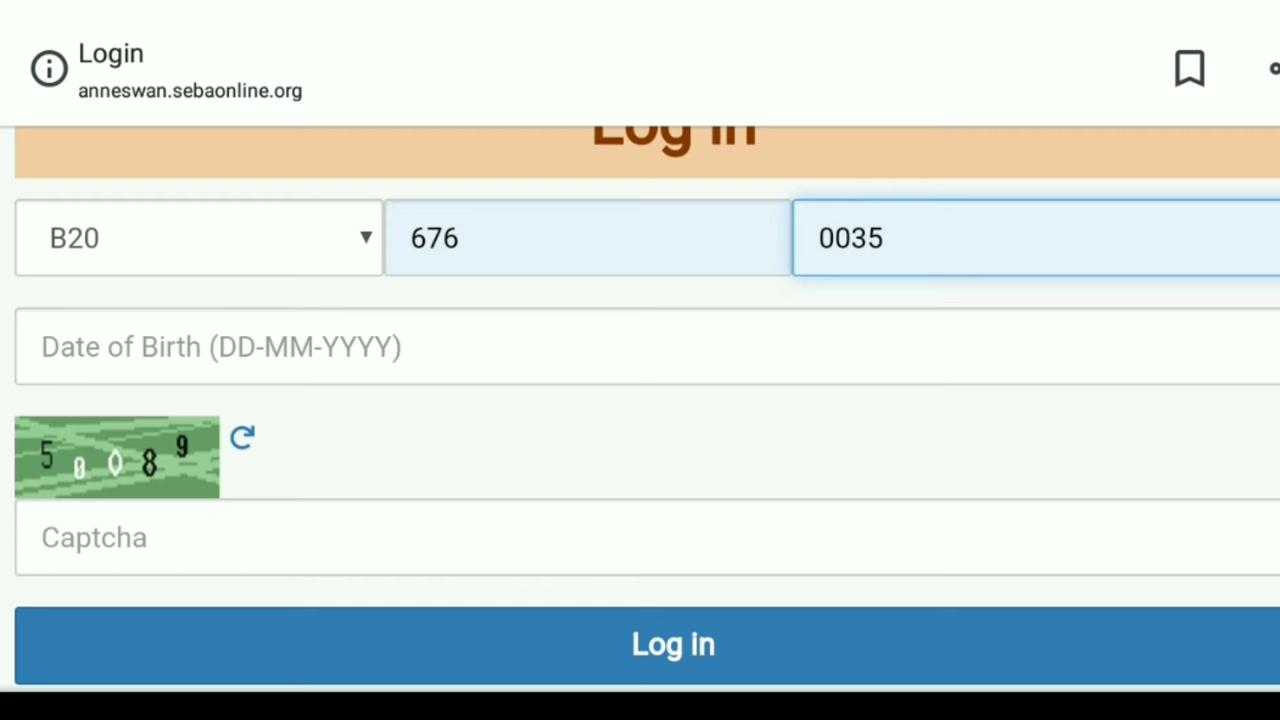 Login
anneswan.sebaonline.org
Log in
B20 676 0035
Date of Birth (DD-MM-YYYY)
5 0 0 8 9
Captcha
Log in